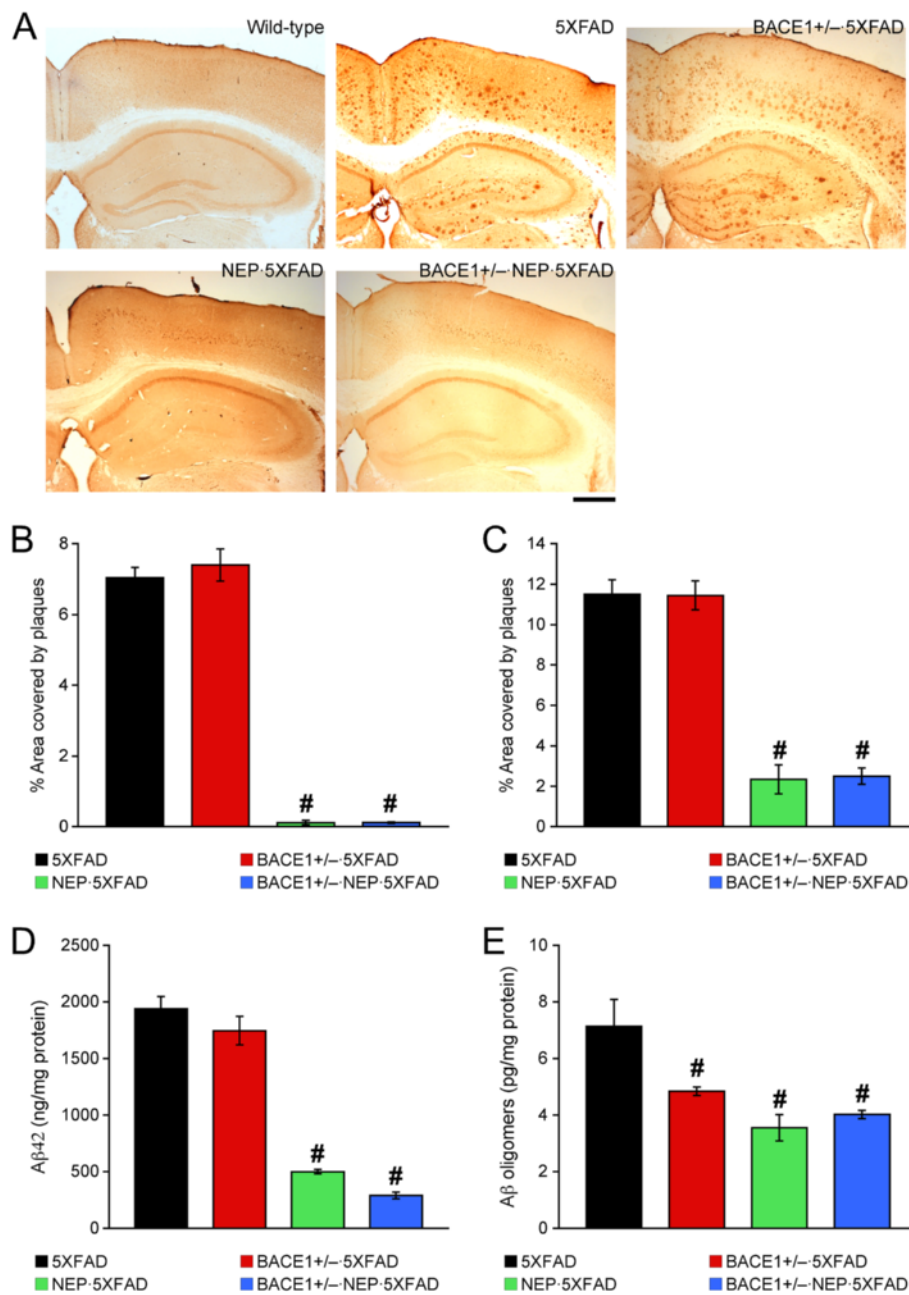 A
Wild-type
5XFAD
BACE1+/–·5XFAD
NEP·5XFAD
BACE1+/–·NEP·5XFAD
B
% Area covered by plaques
8
6
4
2
0
# #
5XFAD
BACE1+/–·5XFAD
NEP·5XFAD
BACE1+/–·NEP·5XFAD
C
% Area covered by plaques
14
12
10
8
6
4
2
0
# #
5XFAD
BACE1+/–·5XFAD
NEP·5XFAD
BACE1+/–·NEP·5XFAD
D
Aβ42 (ng/mg protein)
2500
2000
1500
1000
500
0
#
#
5XFAD
BACE1+/–·5XFAD
NEP·5XFAD
BACE1+/–·NEP·5XFAD
E
Aβ oligomers (pg/mg protein)
10
8
6
4
2
0
#
#
#
5XFAD
BACE1+/–·5XFAD
NEP·5XFAD
BACE1+/–·NEP·5XFAD